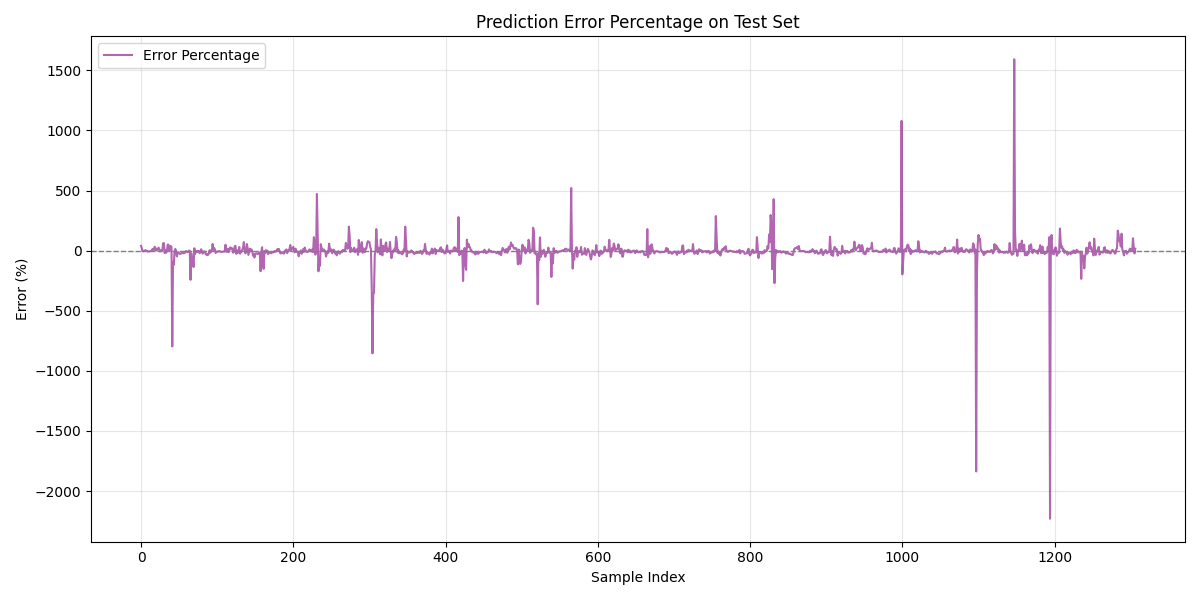 Prediction Error Percentage on Test Set
Error Percentage
1500
1000
500
0
−500
−1000
−1500
−2000
Error (%)
0 200 400 600 800 1000 1200
Sample Index